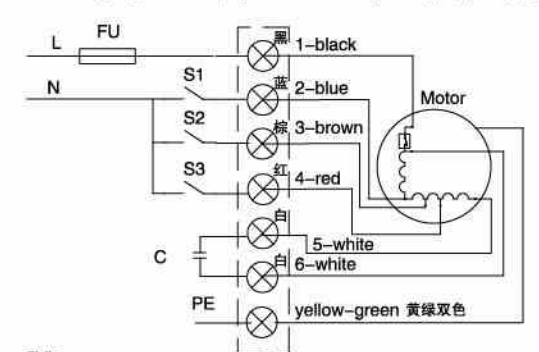 FU
L
黑 1-black
S1
N
蓝 2-blue
Motor
S2
棕 3-brown
S3
红 4-red
白
5-white
C
白 6-white
PE
yellow-green 黄绿双色